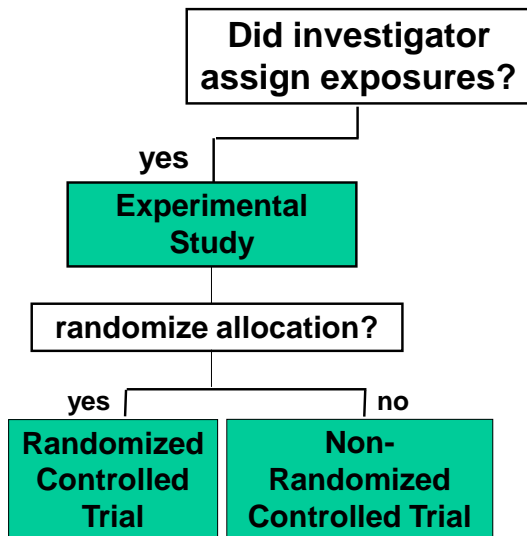 Did investigator
assign exposures?
yes
Experimental
Study
randomize allocation?
yes
no
Randomized
Controlled
Trial
Non-
Randomized
Controlled Trial